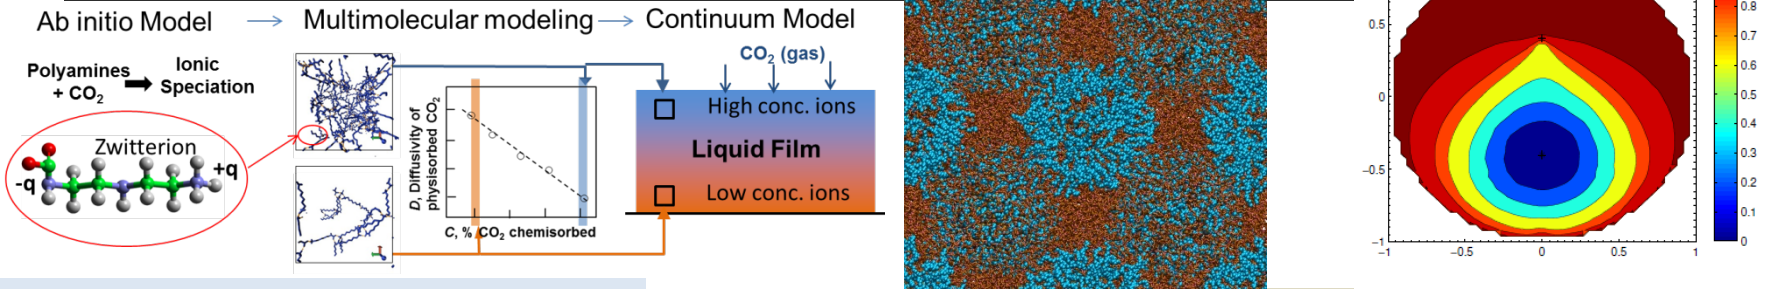 Ab initio Model
Multimolecular modeling
Continuum Model
Polyamines
+ CO₂
Ionic
Speciation
Zwitterion
-q
+q
D, Diffusivity of
physisorbed CO₂
C, % CO₂ chemisorbed
CO₂ (gas)
High conc. ions
Liquid Film
Low conc. ions
0.5
0
−0.5
−1
−1
−0.5
0
0.5
1
0.8
0.7
0.6
0.5
0.4
0.3
0.2
0.1
0